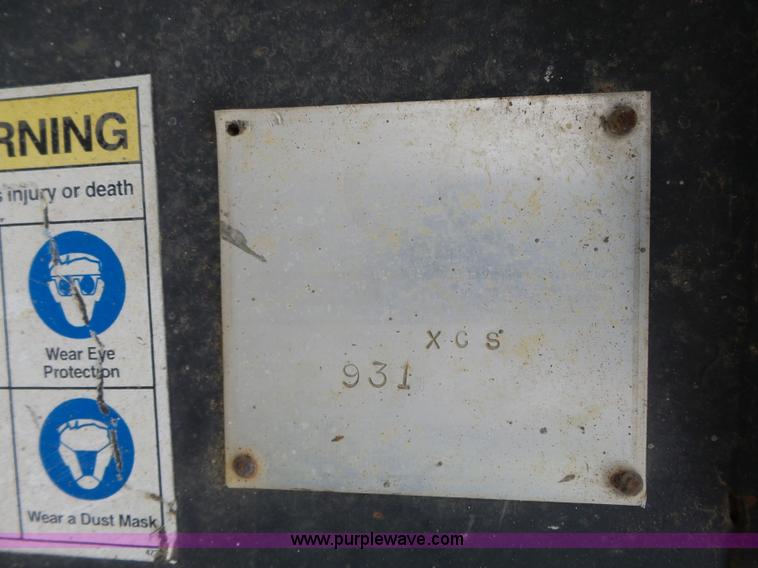 RNING
s injury or death
Wear Eye
Protection
Wear a Dust Mask
XCS
931
www.purplewave.com